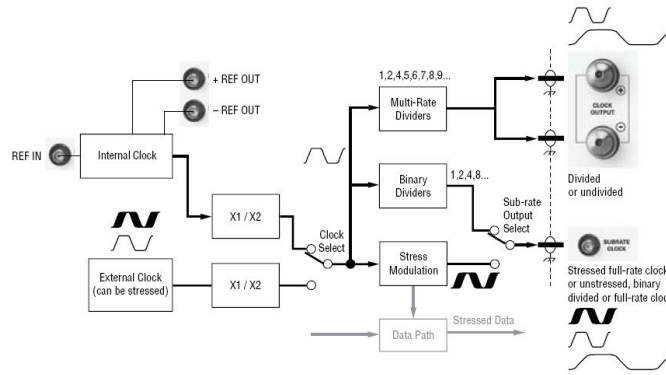 + REF OUT
– REF OUT
REF IN
Internal Clock
X1 / X2
External Clock
(can be stressed)
X1 / X2
Clock
Select
1,2,4,5,6,7,8,9...
Multi-Rate
Dividers
Binary
Dividers
1,2,4,8...
Sub-rate
Output
Select
Stress
Modulation
Data Path
Stressed Data
CLOCK
OUTPUT
Divided
or undivided
SUBRATE
CLOCK
Stressed full-rate clock
or unstressed, binary
divided or full-rate cloc